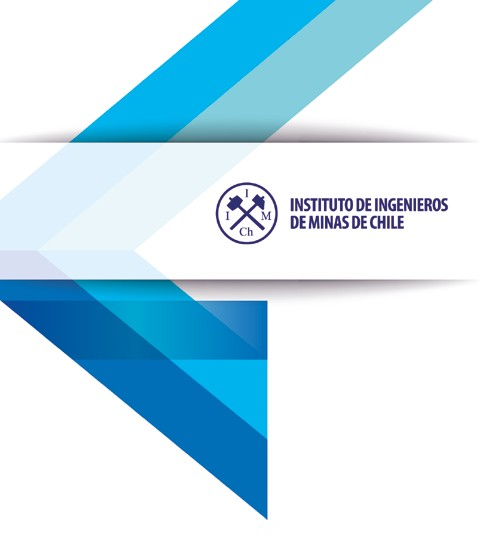 I
I M
Ch
INSTITUTO DE INGENIEROS
DE MINAS DE CHILE